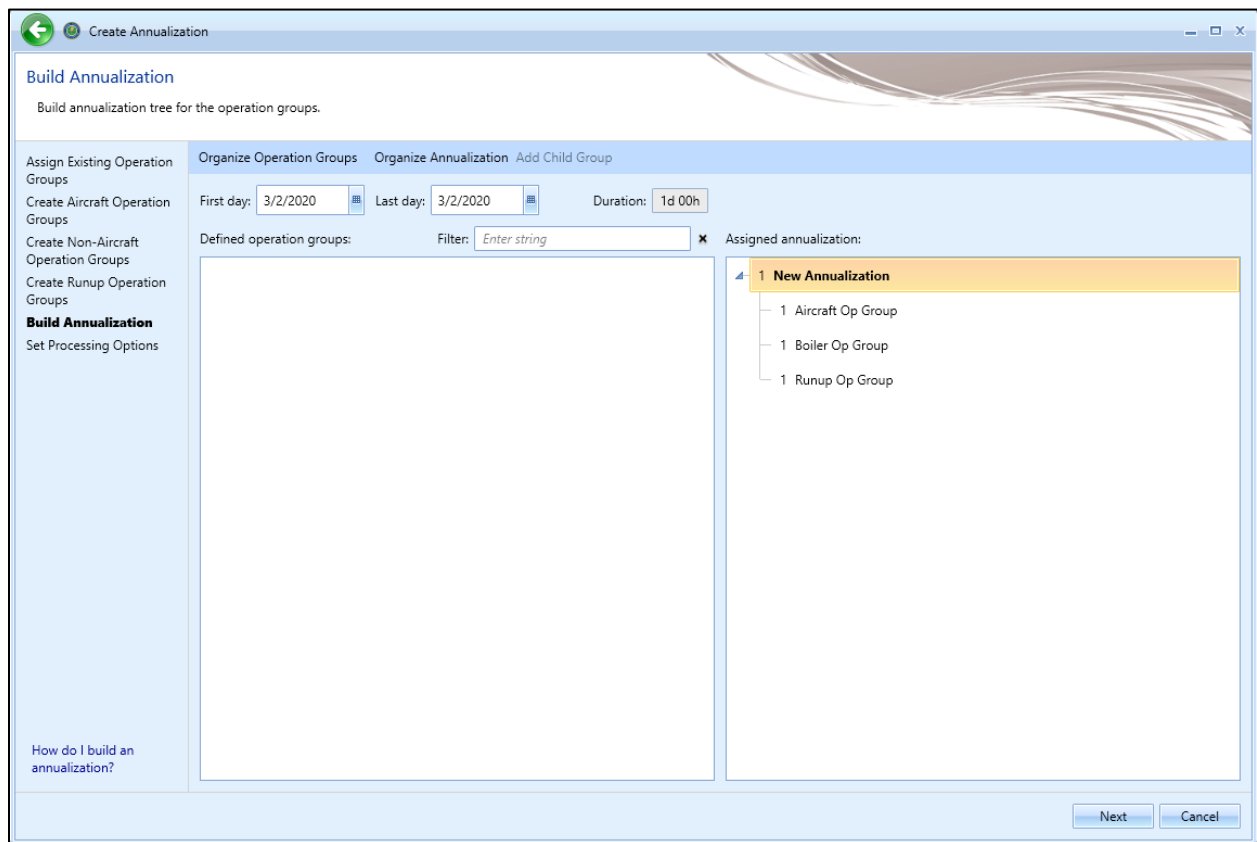 Create Annualization
Build Annualization
Build annualization tree for the operation groups.
Assign Existing Operation
Groups
Create Aircraft Operation
Groups
Create Non-Aircraft
Operation Groups
Create Runup Operation
Groups
Build Annualization
Set Processing Options
How do I build an
annualization?
Organize Operation Groups Organize Annualization Add Child Group
First day: 3/2/2020 Last day: 3/2/2020 Duration: 1d 00h
Defined operation groups: Filter: Enter string Assigned annualization:
1 New Annualization
1 Aircraft Op Group
1 Boiler Op Group
1 Runup Op Group
Next Cancel